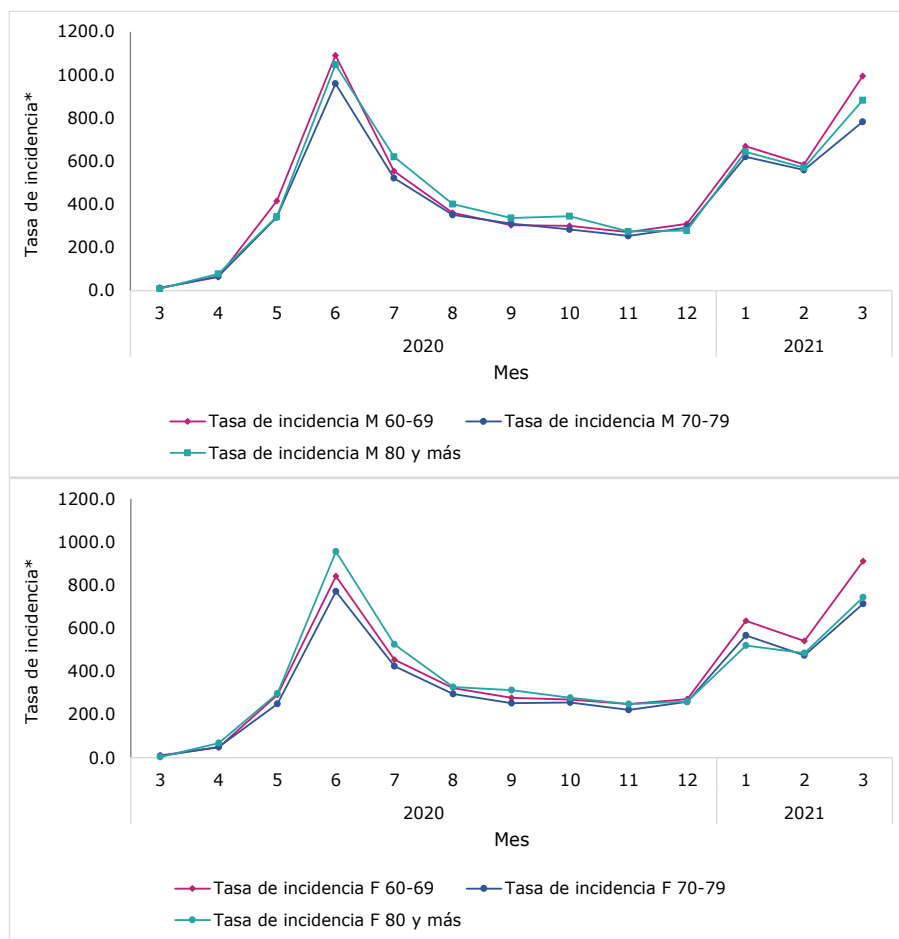 1200.0
1000.0
800.0
600.0
400.0
200.0
0.0
Tasa de incidencia*
3 4 5 6 7 8 9 10 11 12 1 2 3
2020 2021
Mes
Tasa de incidencia M 60-69 Tasa de incidencia M 70-79
Tasa de incidencia M 80 y más
1200.0
1000.0
800.0
600.0
400.0
200.0
0.0
Tasa de incidencia*
3 4 5 6 7 8 9 10 11 12 1 2 3
2020 2021
Mes
Tasa de incidencia F 60-69 Tasa de incidencia F 70-79
Tasa de incidencia F 80 y más